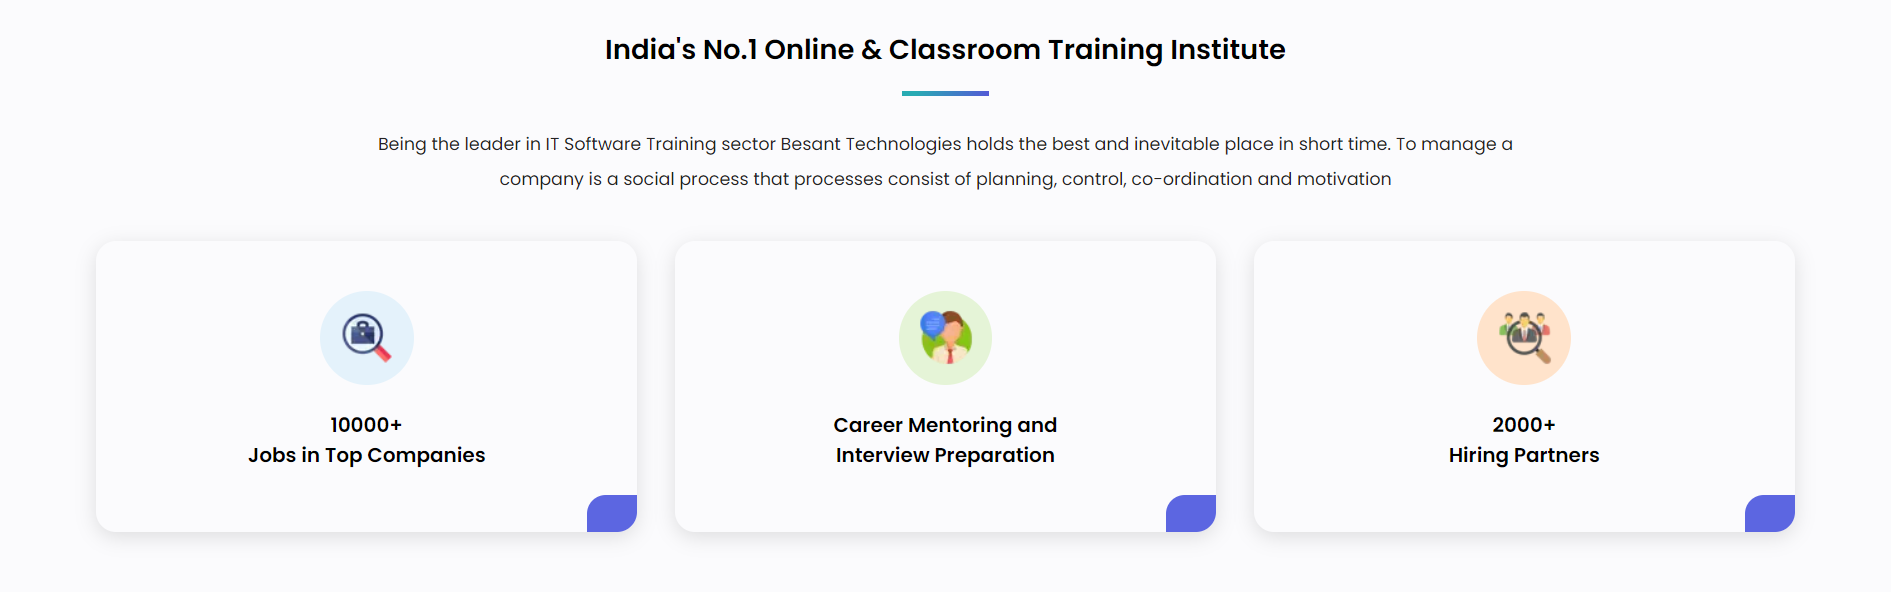 India's No.1 Online & Classroom Training Institute
Being the leader in IT Software Training sector Besant Technologies holds the best and inevitable place in short time. To manage a
company is a social process that processes consist of planning, control, co-ordination and motivation
10000+
Jobs in Top Companies
Career Mentoring and
Interview Preparation
2000+
Hiring Partners